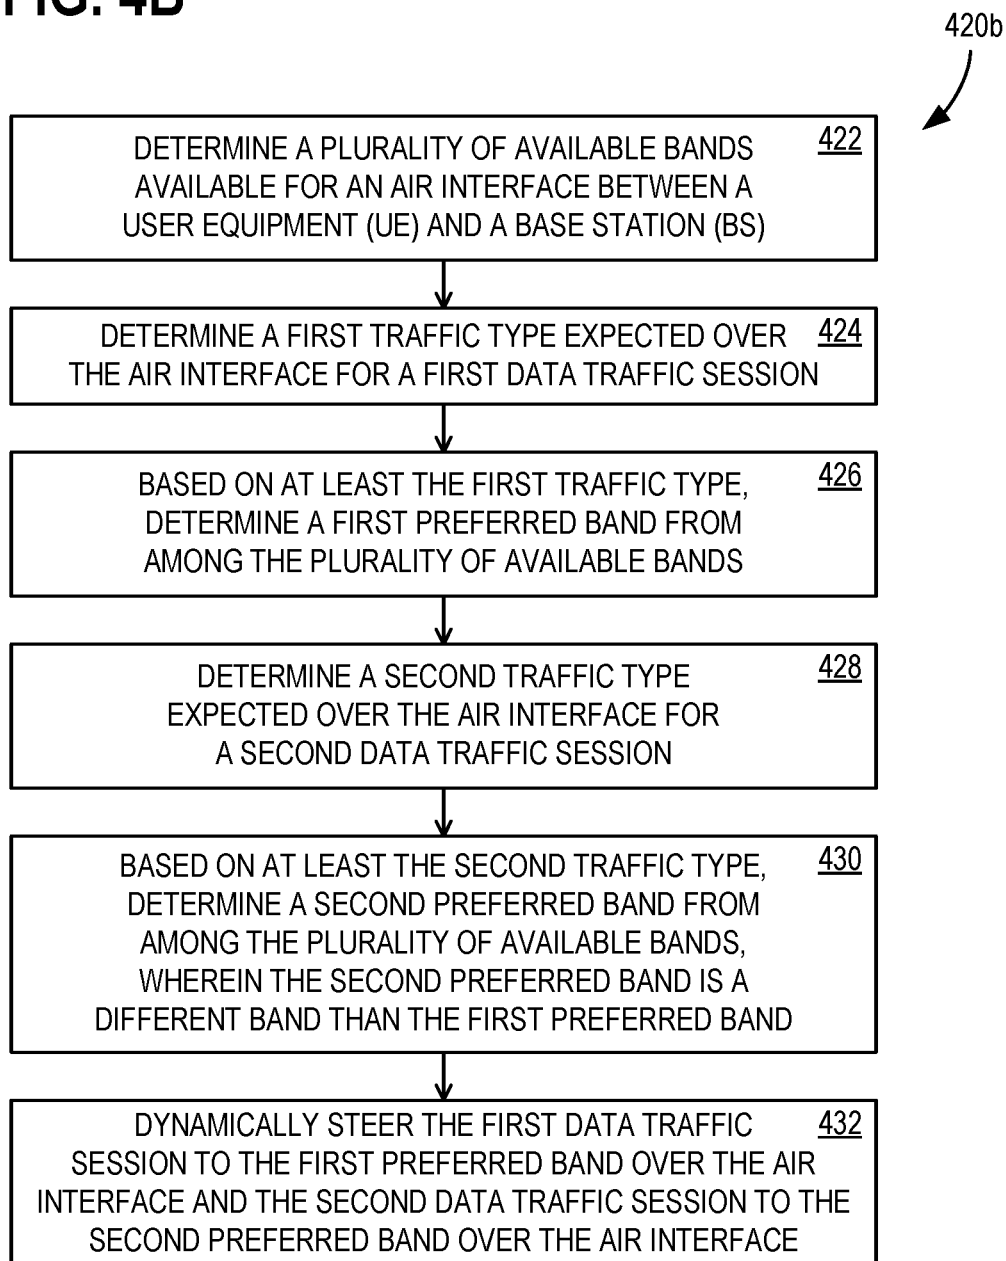 FIG. 4B
420b
422
DETERMINE A PLURALITY OF AVAILABLE BANDS
AVAILABLE FOR AN AIR INTERFACE BETWEEN A
USER EQUIPMENT (UE) AND A BASE STATION (BS)
424
DETERMINE A FIRST TRAFFIC TYPE EXPECTED OVER
THE AIR INTERFACE FOR A FIRST DATA TRAFFIC SESSION
426
BASED ON AT LEAST THE FIRST TRAFFIC TYPE,
DETERMINE A FIRST PREFERRED BAND FROM
AMONG THE PLURALITY OF AVAILABLE BANDS
428
DETERMINE A SECOND TRAFFIC TYPE
EXPECTED OVER THE AIR INTERFACE FOR
A SECOND DATA TRAFFIC SESSION
430
BASED ON AT LEAST THE SECOND TRAFFIC TYPE,
DETERMINE A SECOND PREFERRED BAND FROM
AMONG THE PLURALITY OF AVAILABLE BANDS,
WHEREIN THE SECOND PREFERRED BAND IS A
DIFFERENT BAND THAN THE FIRST PREFERRED BAND
432
DYNAMICALLY STEER THE FIRST DATA TRAFFIC
SESSION TO THE FIRST PREFERRED BAND OVER THE AIR
INTERFACE AND THE SECOND DATA TRAFFIC SESSION TO THE
SECOND PREFERRED BAND OVER THE AIR INTERFACE